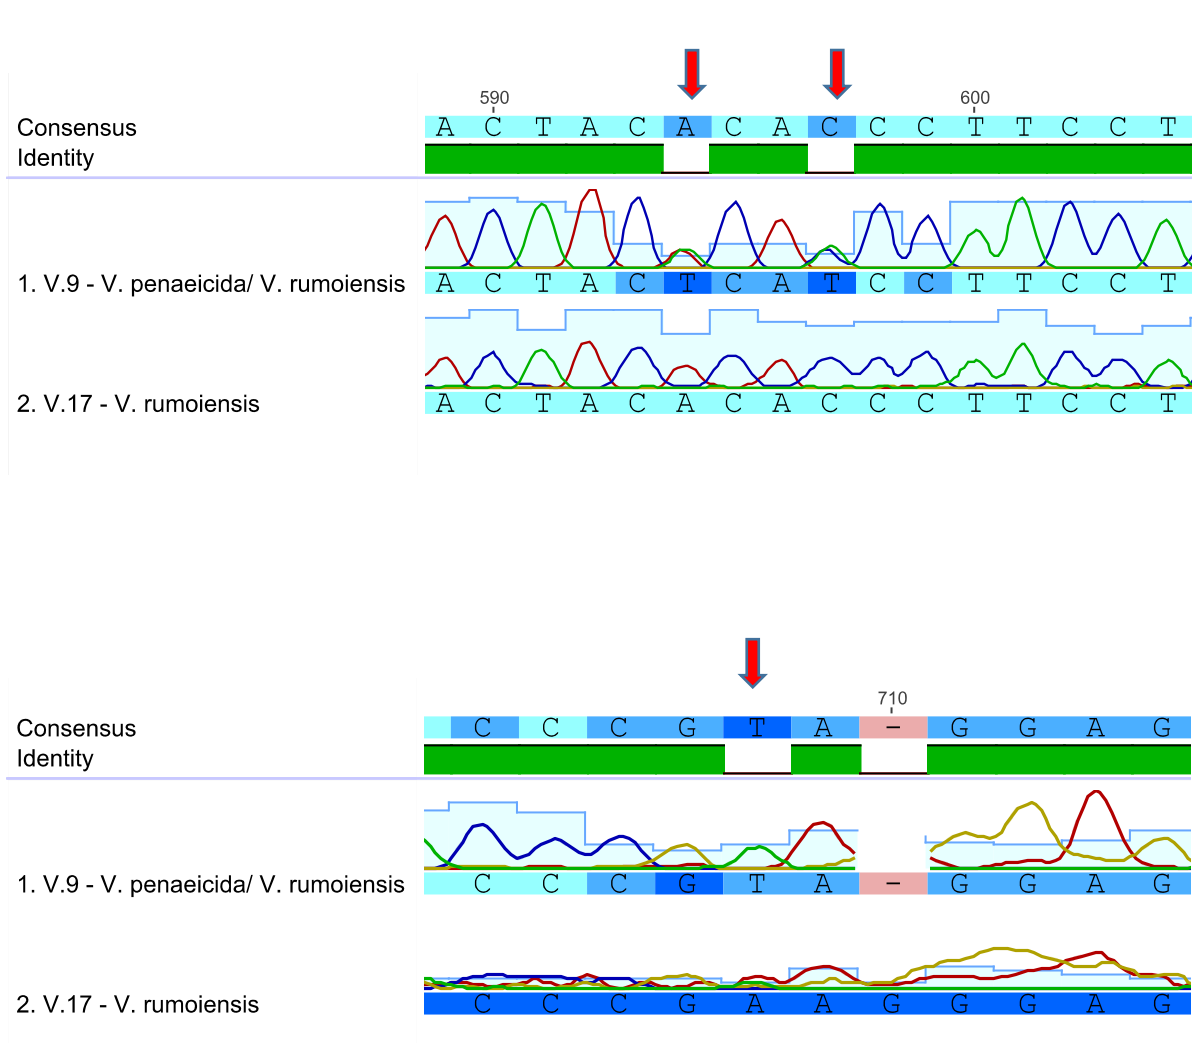 590 600
Consensus A C T A C A C A C C C T T C C T
Identity
1. V.9 - V. penaeicida/ V. rumoiensis A C T A C T C A T C C T T C C T
2. V.17 - V. rumoiensis A C T A C A C A C C C T T C C T
710
Consensus C C C G T A - G G A G
Identity
1. V.9 - V. penaeicida/ V. rumoiensis C C C G T A - G G A G
2. V.17 - V. rumoiensis C C C G A A G G G A G